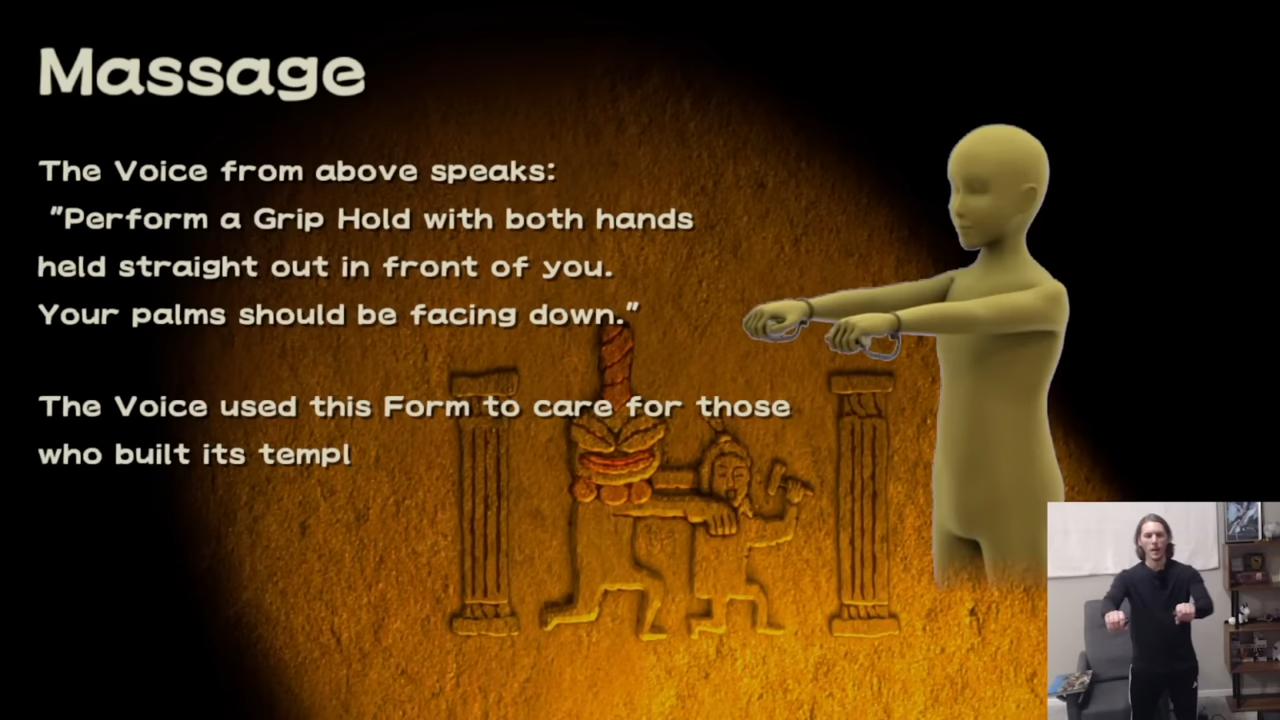 Massage
The Voice from above speaks:
"Perform a Grip Hold with both hands
held straight out in front of you.
Your palms should be facing down."
The Voice used this Form to care for those
who built its templ